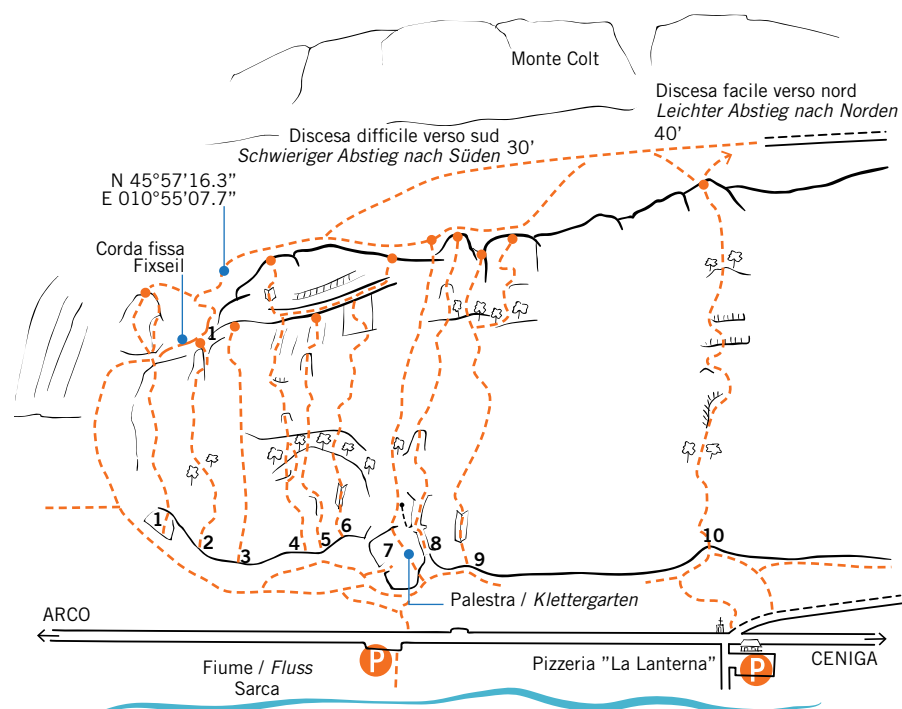 Monte Colt
Discesa facile verso nord
Leichter Abstieg nach Norden
40'
Discesa difficile verso sud
Schwieriger Abstieg nach Süden
30'
N 45°57'16.3"
E 010°55'07.7"
Corda fissa
Fixseil
1
1
2
3
4
5
6
7
8
9
10
Palestra / Klettergarten
ARCO
P
Fiume / Fluss
Sarca
Pizzeria "La Lanterna"
P
CENIGA